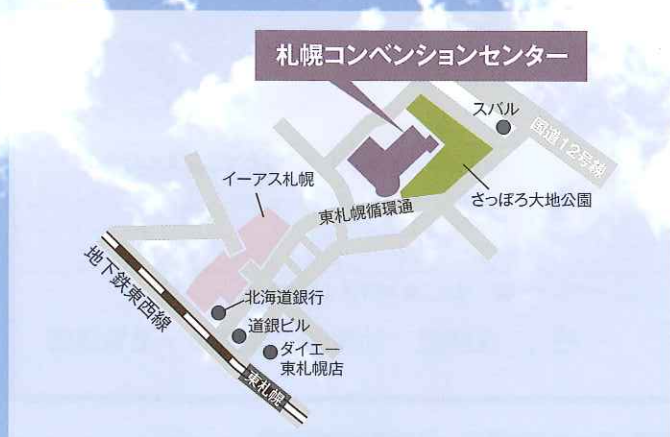 札幌コンベンションセンター
スバル
国道12号線
イーアス札幌
さっぽろ大地公園
東札幌循環通
地下鉄東西線
北海道銀行
道銀ビル
ダイエー
東札幌店
東札幌